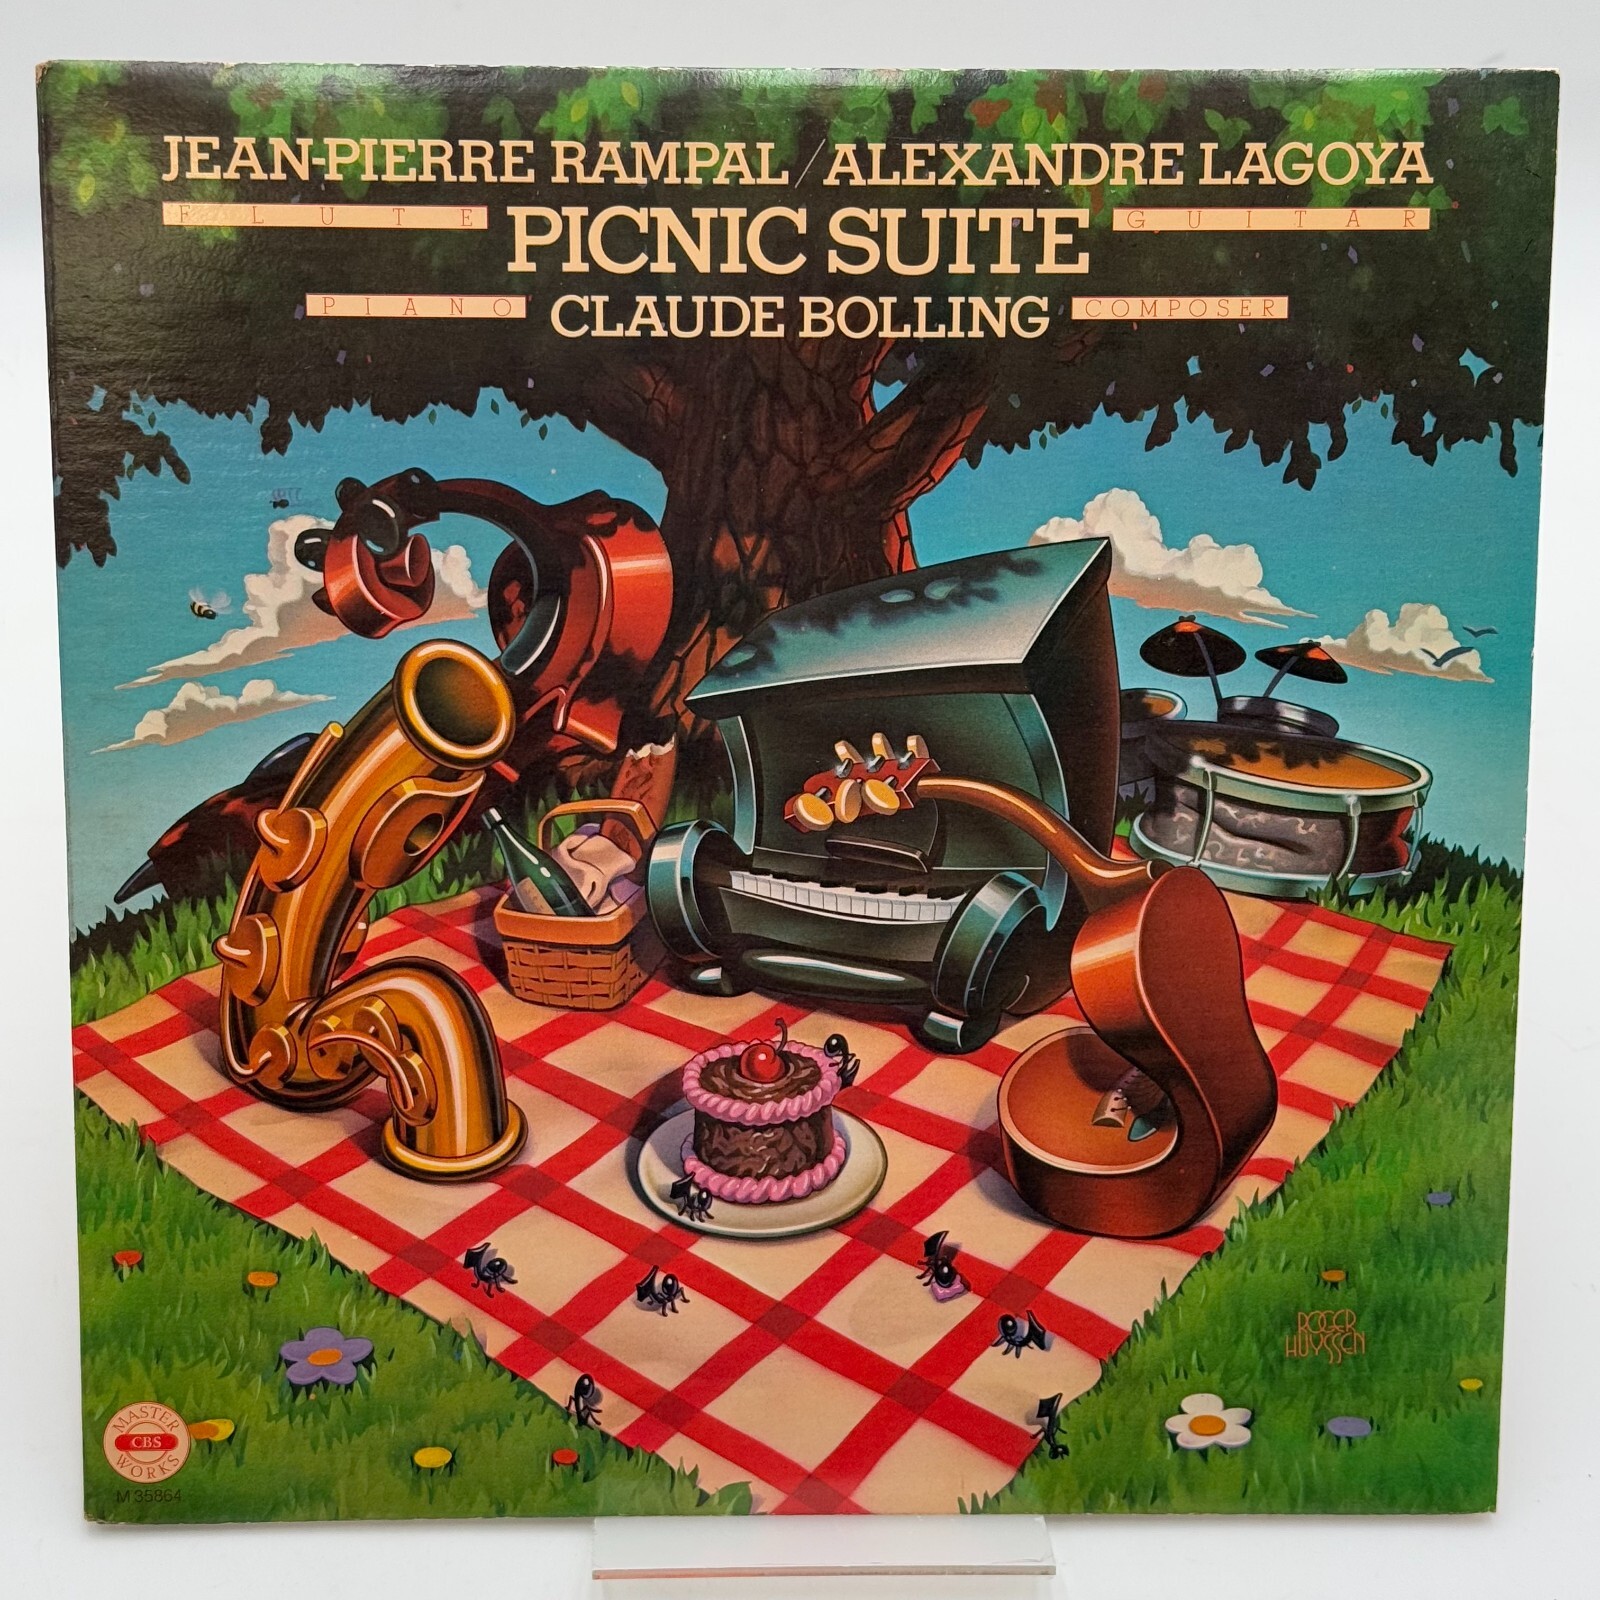 JEAN-PIERRE RAMPAL / ALEXANDRE LAGOYA
FLUTE PICNIC SUITE GUITAR
PIANO CLAUDE BOLLING COMPOSER
ROGER
HUYSSEN
MASTER
CBS
WORKS
M 35864